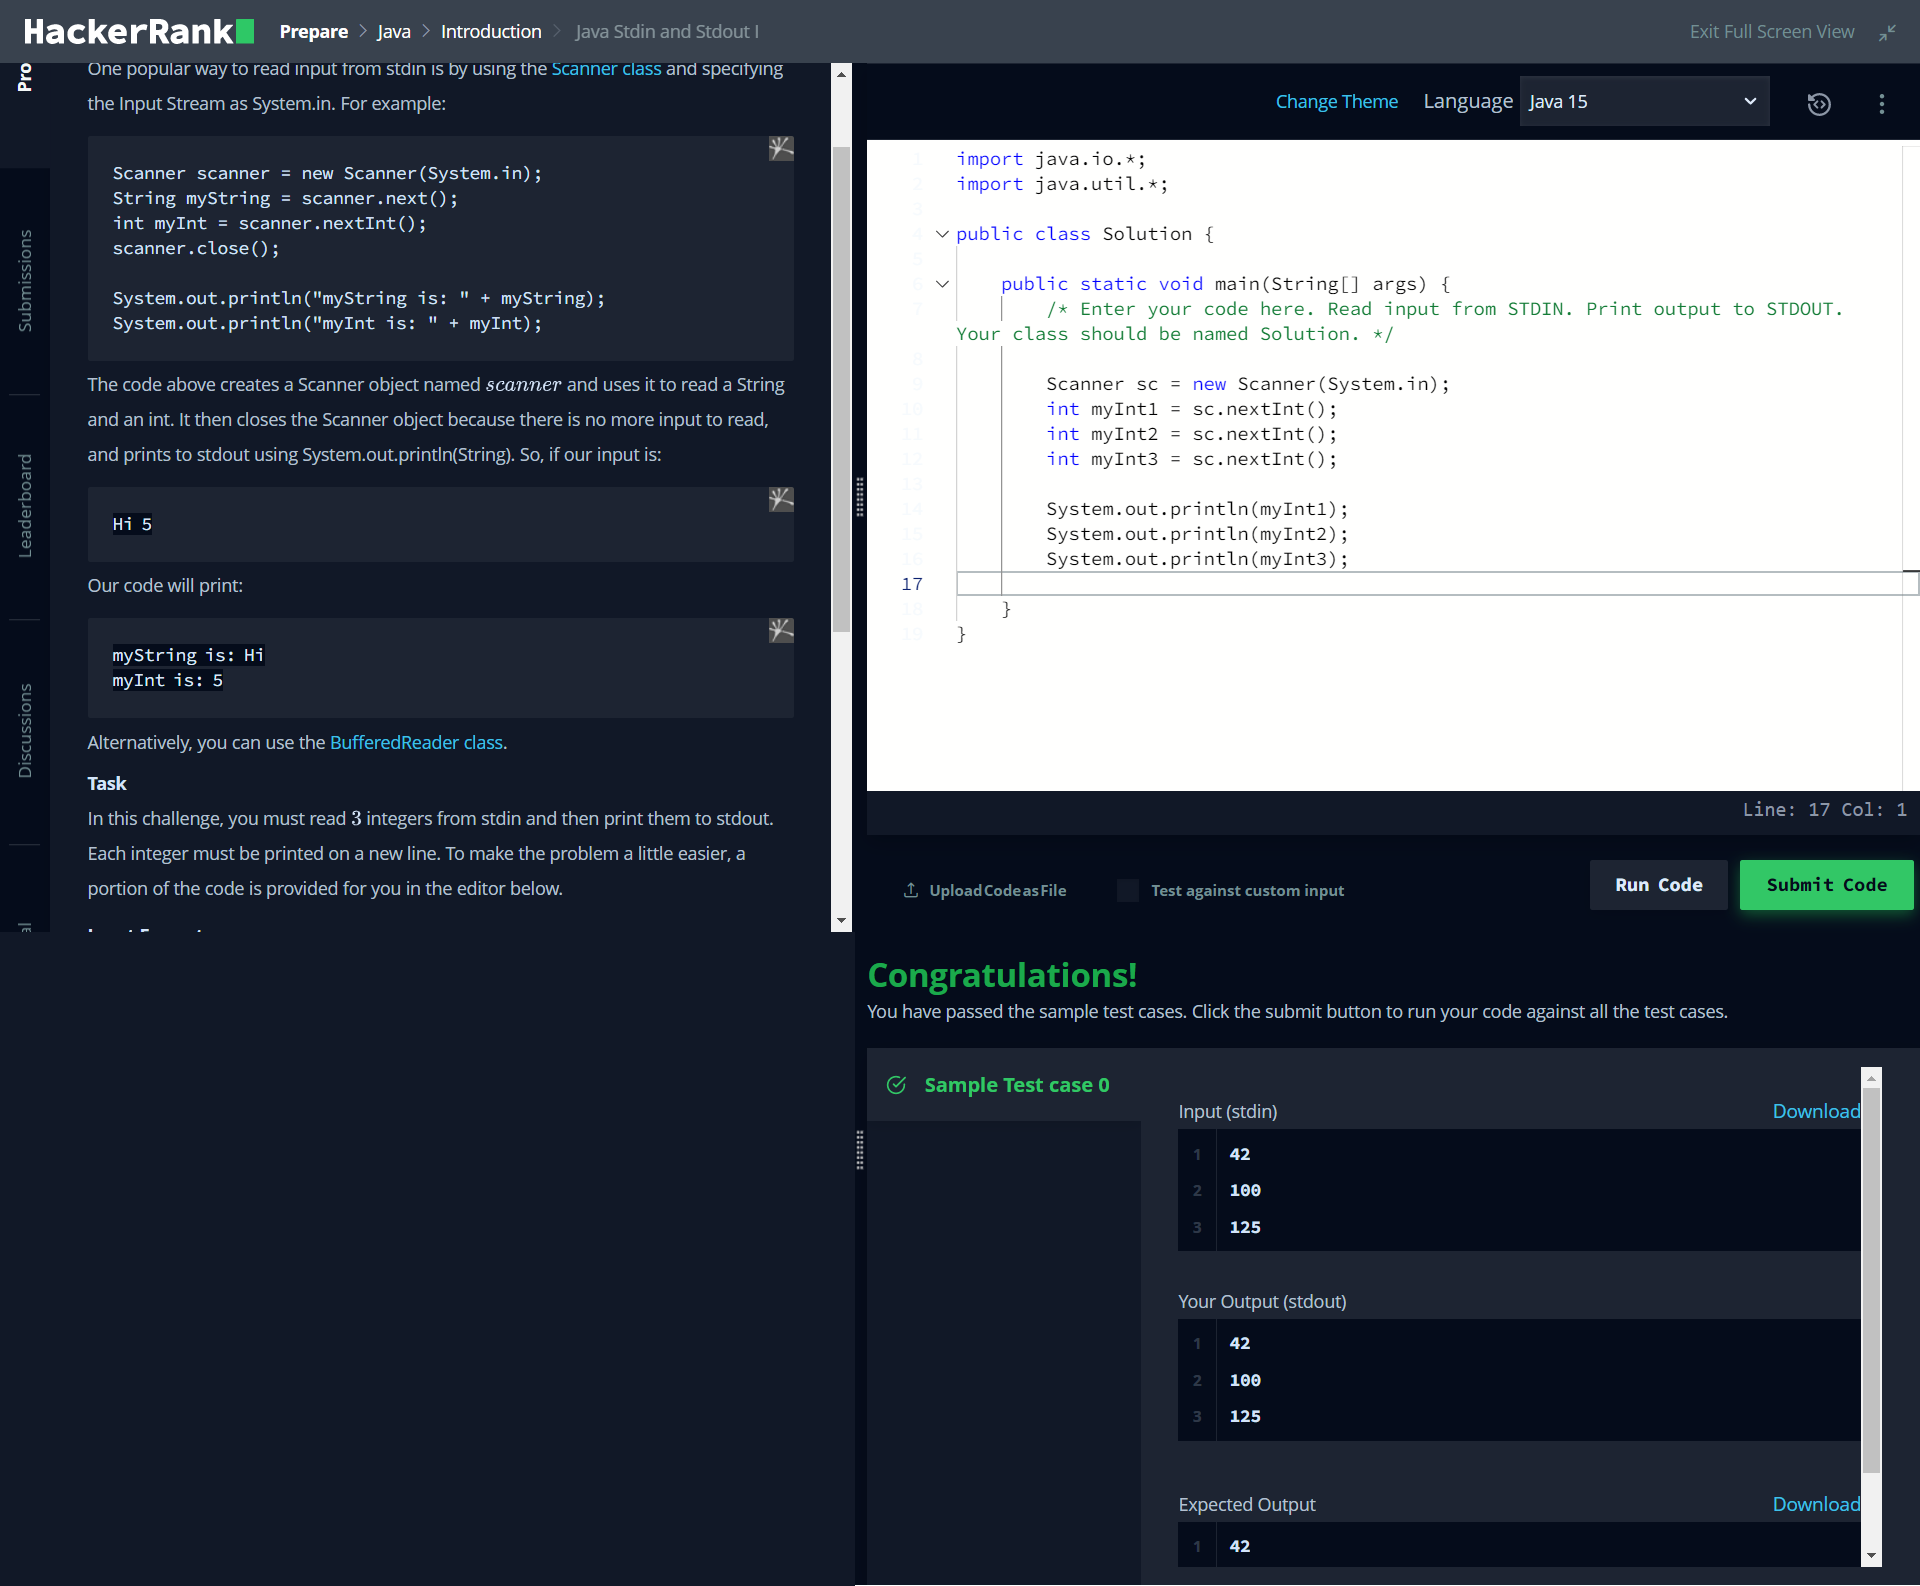 HackerRank
Prepare > Java > Introduction > Java Stdin and Stdout I
Exit Full Screen View
Pro
Submissions
Leaderboard
Discussions
One popular way to read input from stdin is by using the Scanner class and specifying
the Input Stream as System.in. For example:
Scanner scanner = new Scanner(System.in);
String myString = scanner.next();
int myInt = scanner.nextInt();
scanner.close();
System.out.println("myString is: " + myString);
System.out.println("myInt is: " + myInt);
The code above creates a Scanner object named scanner and uses it to read a String
and an int. It then closes the Scanner object because there is no more input to read,
and prints to stdout using System.out.println(String). So, if our input is:
Hi 5
Our code will print:
myString is: Hi
myInt is: 5
Alternatively, you can use the BufferedReader class.
Task
In this challenge, you must read 3 integers from stdin and then print them to stdout.
Each integer must be printed on a new line. To make the problem a little easier, a
portion of the code is provided for you in the editor below.
Change Theme
Language
Java 15
1 import java.io.*;
2 import java.util.*;
3
4 public class Solution {
5
6 public static void main(String[] args) {
7 /* Enter your code here. Read input from STDIN. Print output to STDOUT.
Your class should be named Solution. */
8
9 Scanner sc = new Scanner(System.in);
10 int myInt1 = sc.nextInt();
11 int myInt2 = sc.nextInt();
12 int myInt3 = sc.nextInt();
13
14 System.out.println(myInt1);
15 System.out.println(myInt2);
16 System.out.println(myInt3);
17
18 }
19 }
Line: 17 Col: 1
Upload Code as File
Test against custom input
Run Code
Submit Code
Congratulations!
You have passed the sample test cases. Click the submit button to run your code against all the test cases.
Sample Test case 0
Input (stdin)
Download
1 42
2 100
3 125
Your Output (stdout)
1 42
2 100
3 125
Expected Output
Download
1 42